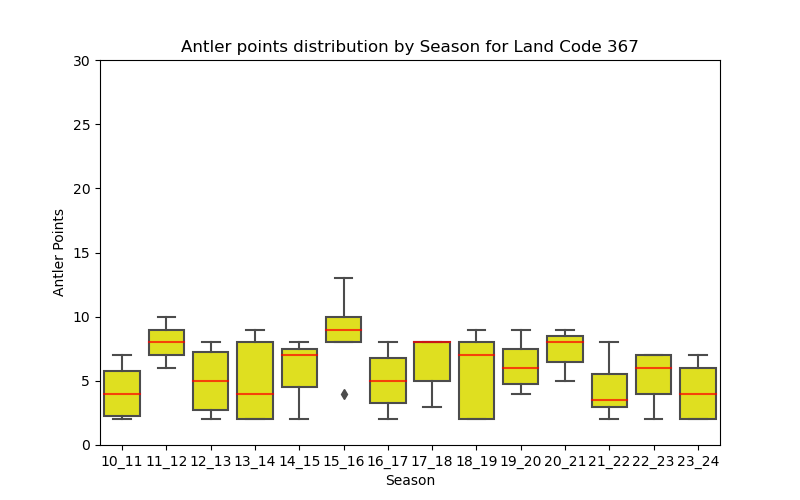 Antler points distribution by Season for Land Code 367
Antler Points
30
25
20
15
10
5
0
10_11 11_12 12_13 13_14 14_15 15_16 16_17 17_18 18_19 19_20 20_21 21_22 22_23 23_24
Season